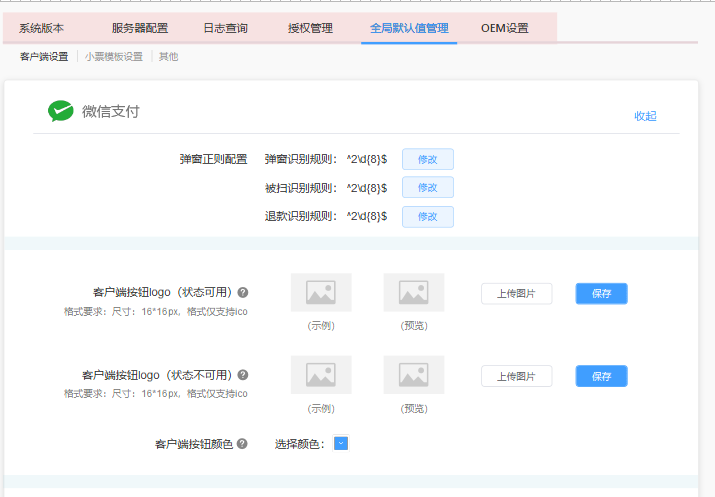 系统版本 服务器配置 日志查询 授权管理 全局默认值管理 OEM设置
客户端设置 小票模板设置 其他
微信支付 收起
弹窗正则配置 弹窗识别规则： ^2\d{8}$ 修改
被扫识别规则： ^2\d{8}$ 修改
退款识别规则： ^2\d{8}$ 修改
客户端按钮logo（状态可用） ? 上传图片 保存
格式要求：尺寸：16*16px，格式仅支持ico
(示例) (预览)
客户端按钮logo（状态不可用） ? 上传图片 保存
格式要求：尺寸：16*16px，格式仅支持ico
(示例) (预览)
客户端按钮颜色 ? 选择颜色：